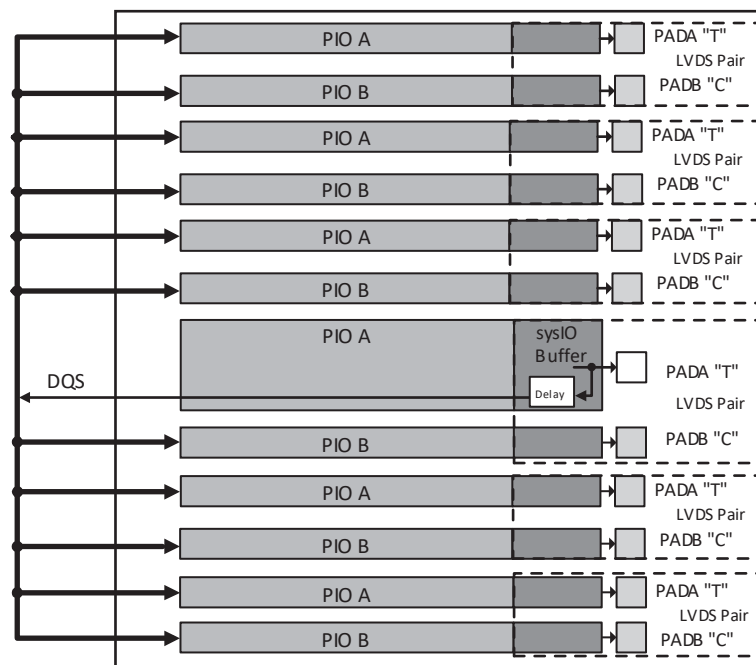 PIO A
PADA "T"
LVDS Pair
PIO B
PADB "C"
PIO A
PADA "T"
LVDS Pair
PIO B
PADB "C"
PIO A
PADA "T"
LVDS Pair
PIO B
PADB "C"
PIO A
sysIO
Buffer
PADA "T"
DQS
Delay
LVDS Pair
PIO B
PADB "C"
PIO A
PADA "T"
LVDS Pair
PIO B
PADB "C"
PIO A
PADA "T"
LVDS Pair
PIO B
PADB "C"